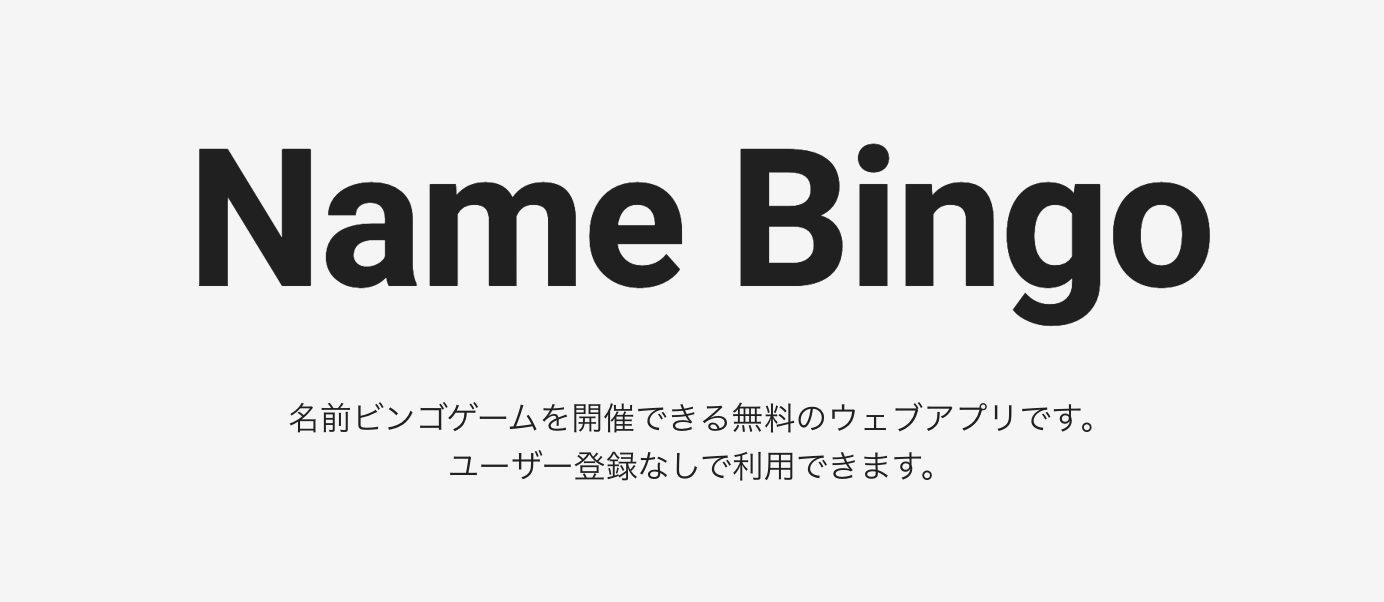 Name Bingo
名前ビンゴゲームを開催できる無料のウェブアプリです。
ユーザー登録なしで利用できます。